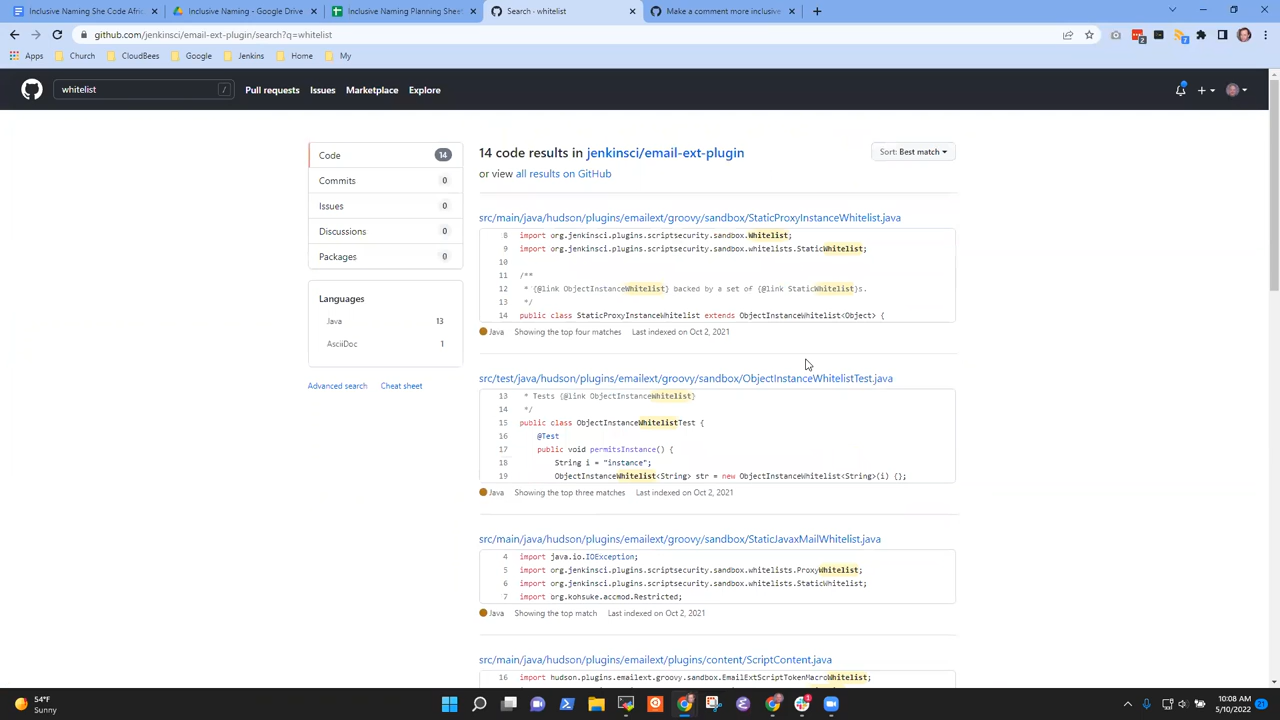 Inclusive Naming She Code Afric
Inclusive Naming - Google Drive
Inclusive Naming Planning Sheet
Search · whitelist
Make a comment more inclusive
github.com/jenkinsci/email-ext-plugin/search?q=whitelist
2
7
Apps
Church
CloudBees
Google
Jenkins
Home
My
whitelist
/
Pull requests
Issues
Marketplace
Explore
Code 14
Commits 0
Issues 0
Discussions 0
Packages 0
Languages
Java 13
AsciiDoc 1
Advanced search Cheat sheet
14 code results in jenkinsci/email-ext-plugin
Sort: Best match
or view all results on GitHub
src/main/java/hudson/plugins/emailext/groovy/sandbox/StaticProxyInstanceWhitelist.java
8 import org.jenkinsci.plugins.scriptsecurity.sandbox.Whitelist;
9 import org.jenkinsci.plugins.scriptsecurity.sandbox.whitelists.StaticWhitelist;
10
11 /**
12 * {@link ObjectInstanceWhitelist} backed by a set of {@link StaticWhitelist}s.
13 */
14 public class StaticProxyInstanceWhitelist extends ObjectInstanceWhitelist<Object> {
Java Showing the top four matches Last indexed on Oct 2, 2021
src/test/java/hudson/plugins/emailext/groovy/sandbox/ObjectInstanceWhitelistTest.java
13 * Tests {@link ObjectInstanceWhitelist}
14 */
15 public class ObjectInstanceWhitelistTest {
16 @Test
17 public void permitsInstance() {
18 String i = "instance";
19 ObjectInstanceWhitelist<String> str = new ObjectInstanceWhitelist<String>(i) {};
Java Showing the top three matches Last indexed on Oct 2, 2021
src/main/java/hudson/plugins/emailext/groovy/sandbox/StaticJavaxMailWhitelist.java
4 import java.io.IOException;
5 import org.jenkinsci.plugins.scriptsecurity.sandbox.whitelists.ProxyWhitelist;
6 import org.jenkinsci.plugins.scriptsecurity.sandbox.whitelists.StaticWhitelist;
7 import org.kohsuke.accmod.Restricted;
Java Showing the top match Last indexed on Oct 2, 2021
src/main/java/hudson/plugins/emailext/plugins/content/ScriptContent.java
16 import hudson.plugins.emailext.groovy.sandbox.EmailExtScriptTokenMacroWhitelist;
54°F
Sunny
10:08 AM
5/10/2022
21